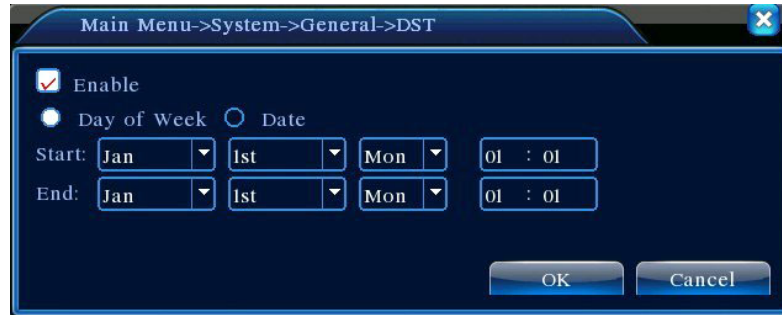 Main Menu->System->General->DST
Enable
Day of Week Date
Start: Jan 1st Mon 01 : 01
End: Jan 1st Mon 01 : 01
OK Cancel